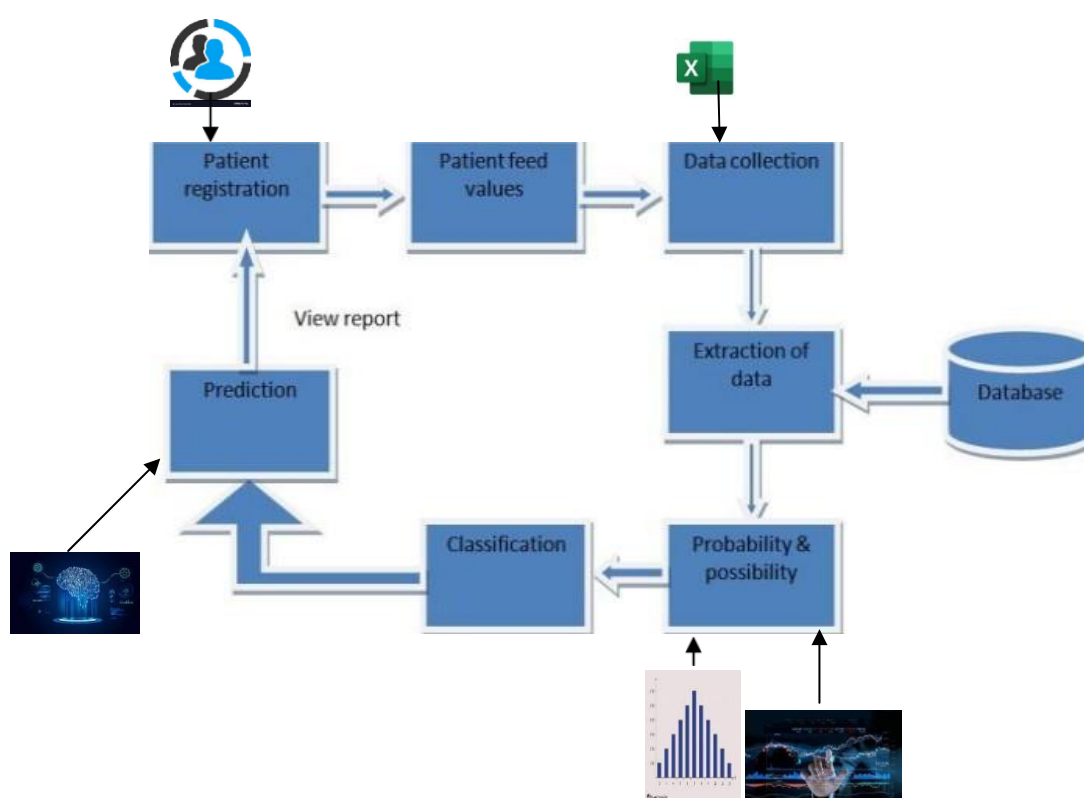 X
Patient
registration
Patient feed
values
Data collection
View report
Extraction of
data
Prediction
Database
Classification
Probability &
possibility